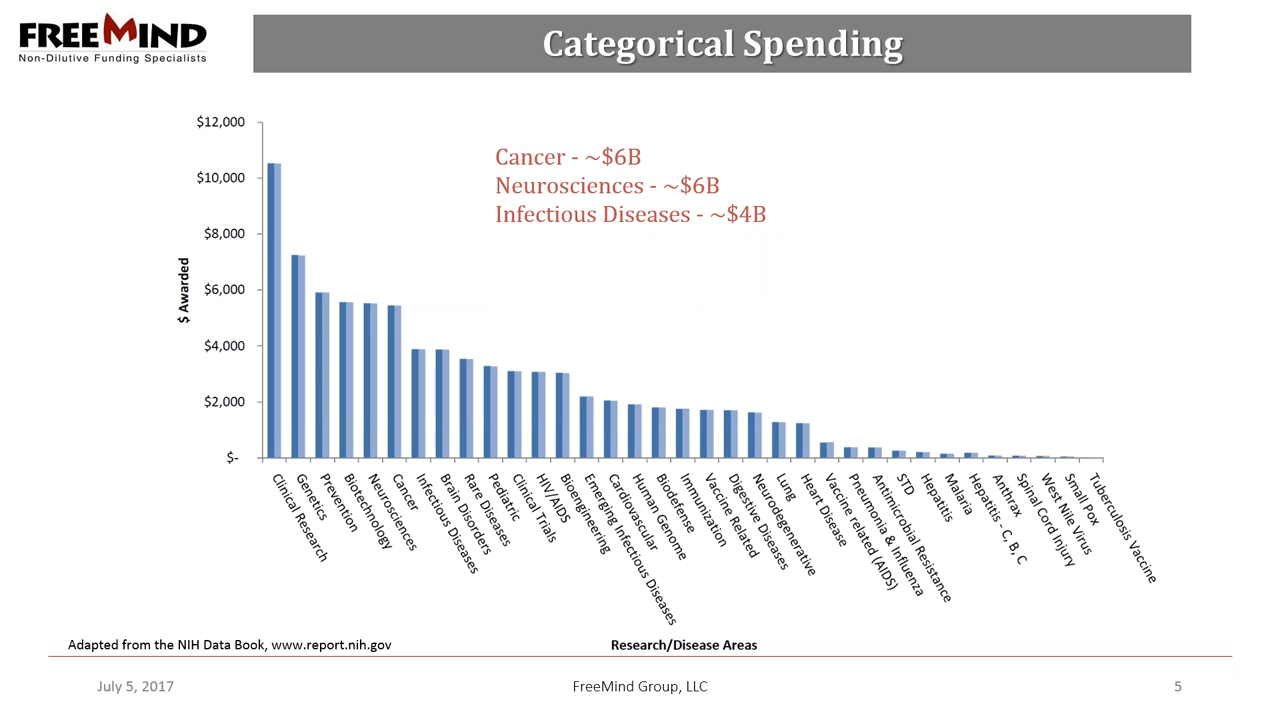 FREEMIND
Non-Dilutive Funding Specialists
Categorical Spending
$12,000
$10,000
$8,000
$6,000
$4,000
$2,000
$-
$ Awarded
Cancer - ~$6B
Neurosciences - ~$6B
Infectious Diseases - ~$4B
Clinical Research
Genetics
Prevention
Biotechnology
Neurosciences
Cancer
Infectious Diseases
Brain Disorders
Rare Diseases
Pediatric
Clinical Trials
HIV/AIDS
Bioengineering
Emerging Infectious Diseases
Cardiovascular
Human Genome
Biodefense
Immunization
Vaccine Related
Digestive Diseases
Neurodegenerative
Lung
Heart Disease
Vaccine related (AIDS)
Pneumonia & Influenza
Antimicrobial Resistance
STD
Hepatitis
Malaria
Hepatitis - C, B, C
Anthrax
Spinal Cord Injury
West Nile Virus
Small Pox
Tuberculosis Vaccine
Adapted from the NIH Data Book, www.report.nih.gov
Research/Disease Areas
July 5, 2017
FreeMind Group, LLC
5